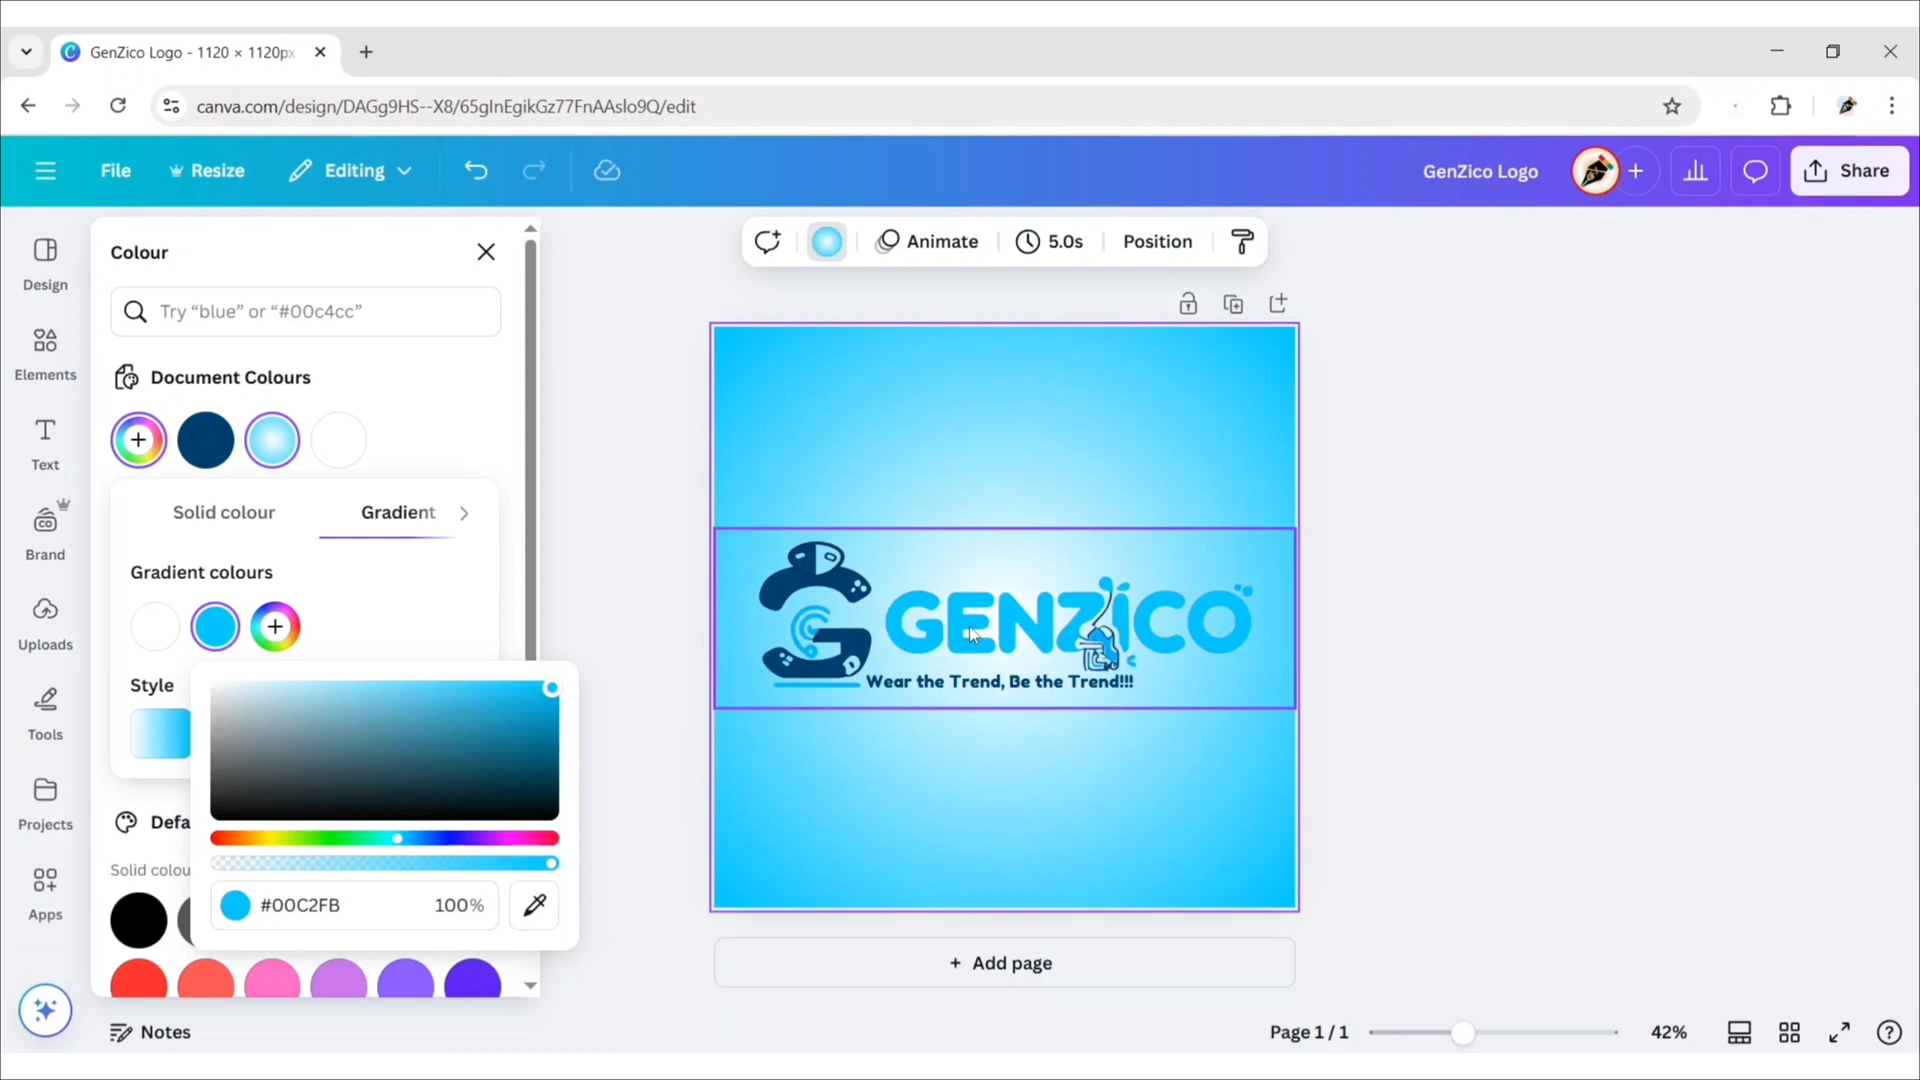 GenZico Logo - 1120 × 1120px
canva.com/design/DAGg9HS--X8/65gInEgikGz77FnAAslo9Q/edit
File
Resize
Editing
GenZico Logo
Share
Design
Elements
Text
Brand
Uploads
Tools
Projects
Apps
Colour
Try “blue” or “#00c4cc”
Document Colours
Solid colour
Gradient
Gradient colours
Style
#00C2FB
100%
Defa
Solid colou
Notes
Animate
5.0s
Position
GENZICO
Wear the Trend, Be the Trend!!!
+ Add page
Page 1 / 1
42%